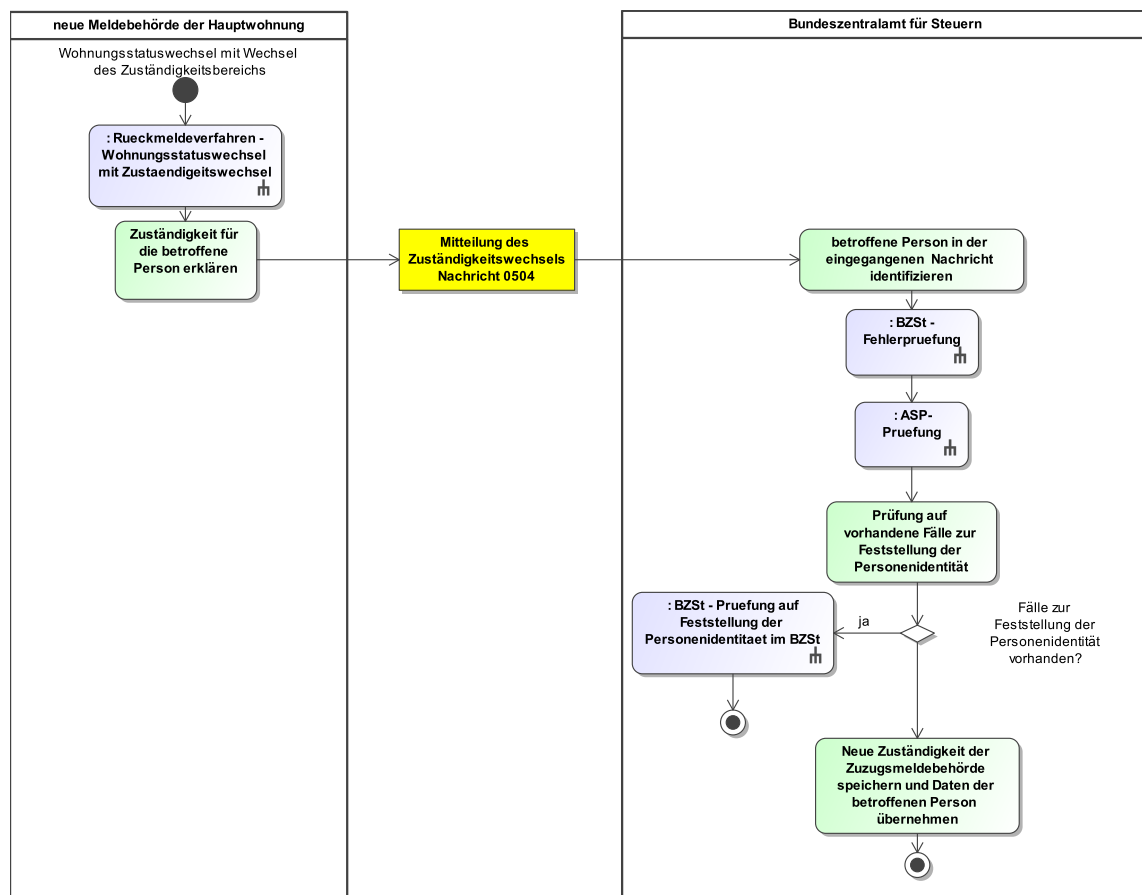 neue Meldebehörde der Hauptwohnung
Bundeszentralamt für Steuern
Wohnungsstatuswechsel mit Wechsel
des Zuständigkeitsbereichs
: Rueckmeldeverfahren -
Wohnungsstatuswechsel
mit Zustaendigeitswechsel
Zuständigkeit für
die betroffene
Person erklären
Mitteilung des
Zuständigkeitswechsels
Nachricht 0504
betroffene Person in der
eingegangenen Nachricht
identifizieren
: BZSt -
Fehlerpruefung
: ASP-
Pruefung
Prüfung auf
vorhandene Fälle zur
Feststellung der
Personenidentität
: BZSt - Pruefung auf
Feststellung der
Personenidentitaet im BZSt
ja
Fälle zur
Feststellung der
Personenidentität
vorhanden?
Neue Zuständigkeit der
Zuzugsmeldebehörde
speichern und Daten der
betroffenen Person
übernehmen